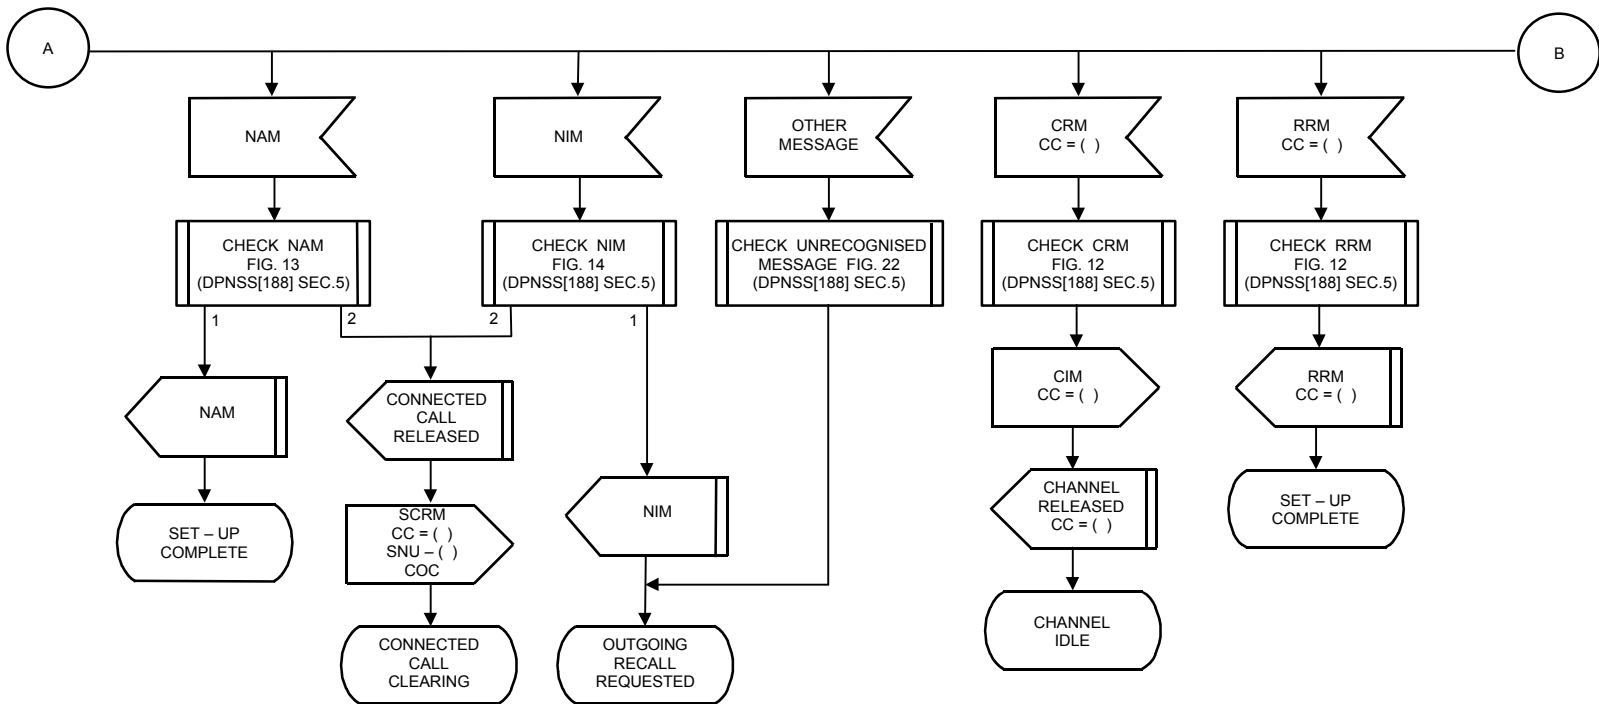 A
B
NAM
NIM
OTHER
MESSAGE
CRM
CC = ( )
RRM
CC = ( )
CHECK NAM
FIG. 13
(DPNSS[188] SEC.5)
CHECK NIM
FIG. 14
(DPNSS[188] SEC.5)
CHECK UNRECOGNISED
MESSAGE FIG. 22
(DPNSS[188] SEC.5)
CHECK CRM
FIG. 12
(DPNSS[188] SEC.5)
CHECK RRM
FIG. 12
(DPNSS[188] SEC.5)
1
2
2
1
NAM
CONNECTED
CALL
RELEASED
CIM
CC = ( )
RRM
CC = ( )
SET – UP
COMPLETE
SCRM
CC = ( )
SNU – ( )
COC
NIM
CHANNEL
RELEASED
CC = ( )
SET – UP
COMPLETE
CONNECTED
CALL
CLEARING
OUTGOING
RECALL
REQUESTED
CHANNEL
IDLE